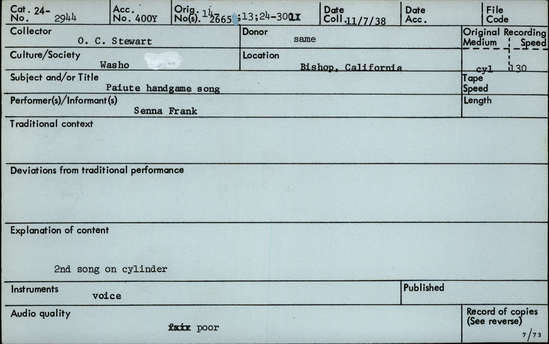 Cat. 24- Acc. Orig. 14 Date Date File
No. 2944 No. 400Y No(s). 2665 ;13;24-300 Coll. 11/7/38 Acc. Code
Collector Donor Original Recording
O. C. Stewart same Medium Speed
Culture/Society Location
Washo Bishop, California cyl 130
Subject and/or Title Tape
Paiute handgame song Speed
Performer(s)/Informant(s) Length
Senna Frank
Traditional context
Deviations from traditional performance
Explanation of content
2nd song on cylinder
Instruments Published
voice
Audio quality Record of copies
(See reverse)
poor
7/73